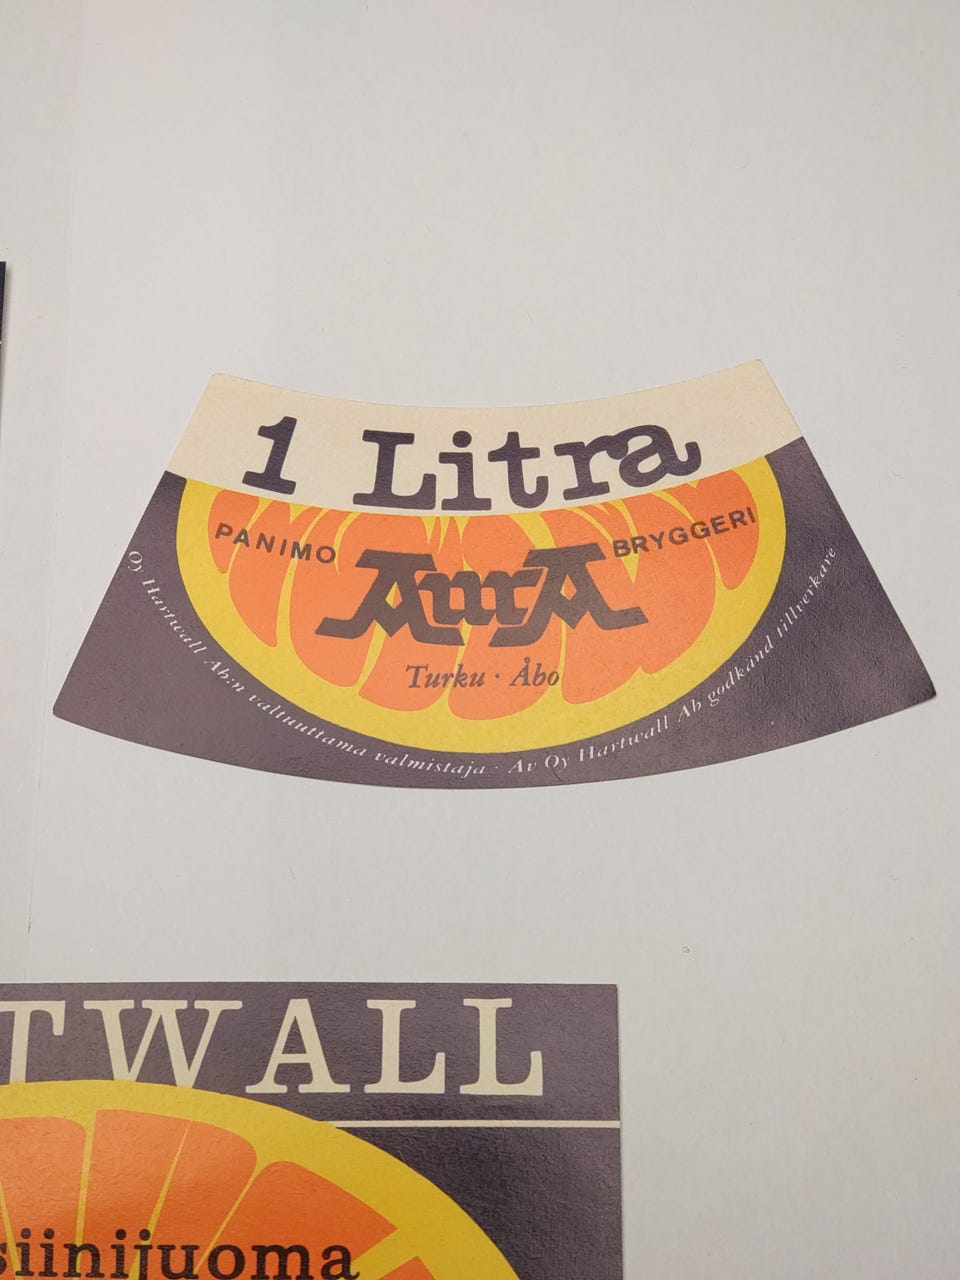 1 Litra
PANIMO AurA BRYGGERI
Turku · Åbo
Oy Hartwall Ab:n valtuuttama valmistaja · Av Oy Hartwall Ab godkänd tillverkare
TWALL
siinijuoma